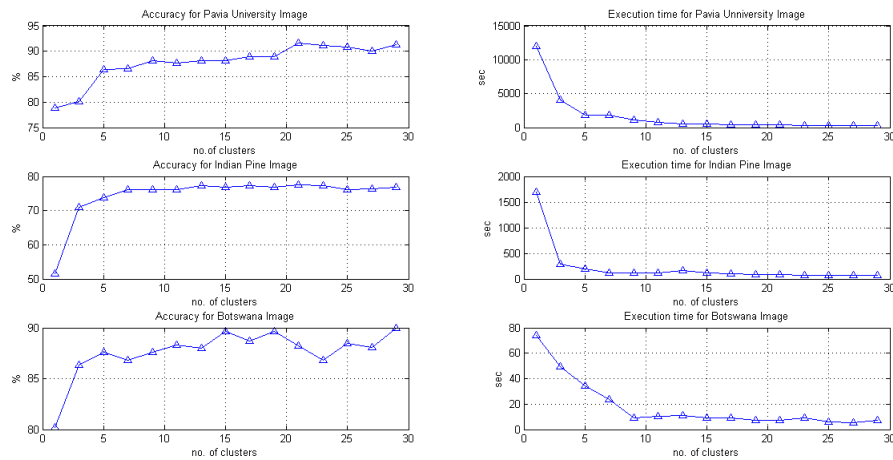 Accuracy for Pavia University Image
95
90
85
80
75
%
0 5 10 15 20 25 30
no.of clusters
Execution time for Pavia Unniversity Image
15000
10000
5000
0
sec
0 5 10 15 20 25 30
no.of clusters
Accuracy for Indian Pine Image
80
70
60
50
%
0 5 10 15 20 25 30
no. of clusters
Execution time for Indian Pine Image
2000
1500
1000
500
0
sec
0 5 10 15 20 25 30
no. of clusters
Accuracy for Botswana Image
90
85
80
%
0 5 10 15 20 25 30
no. of clusters
Execution time for Botswana Image
80
60
40
20
0
sec
0 5 10 15 20 25 30
no. of clusters